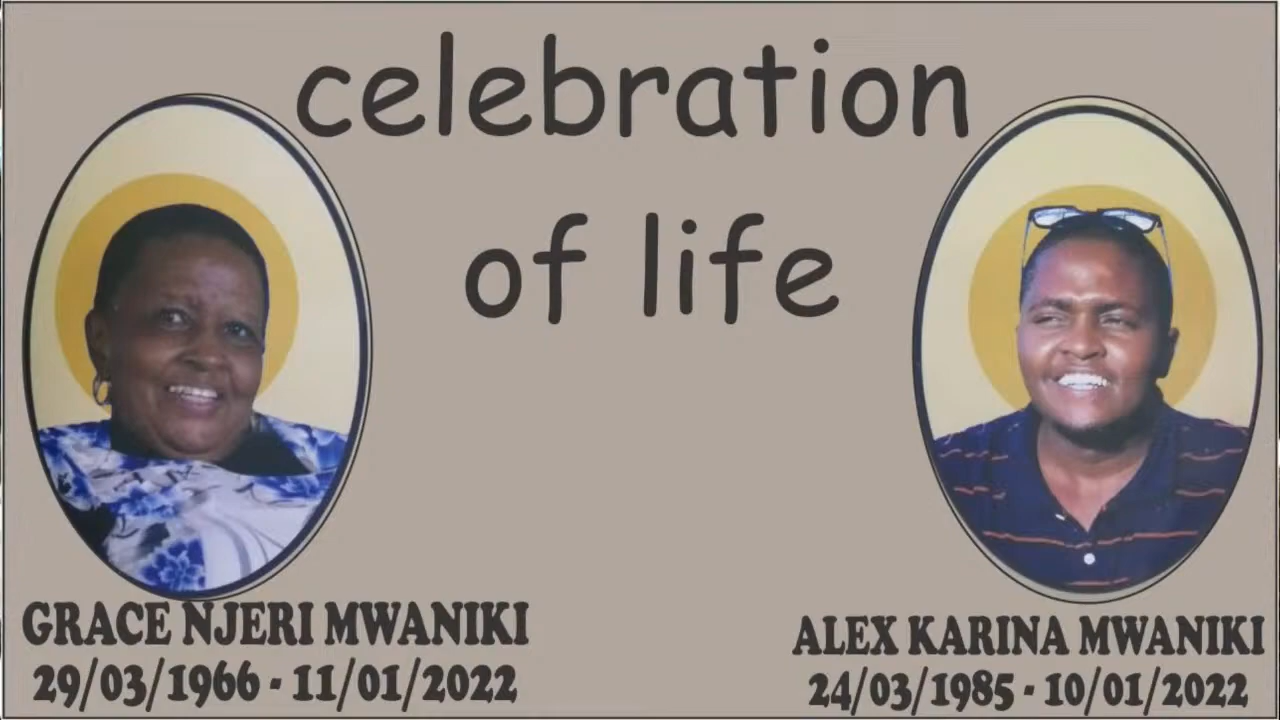 celebration
of life
GRACE NJERI MWANIKI
29/03/1966 - 11/01/2022
ALEX KARINA MWANIKI
24/03/1985 - 10/01/2022